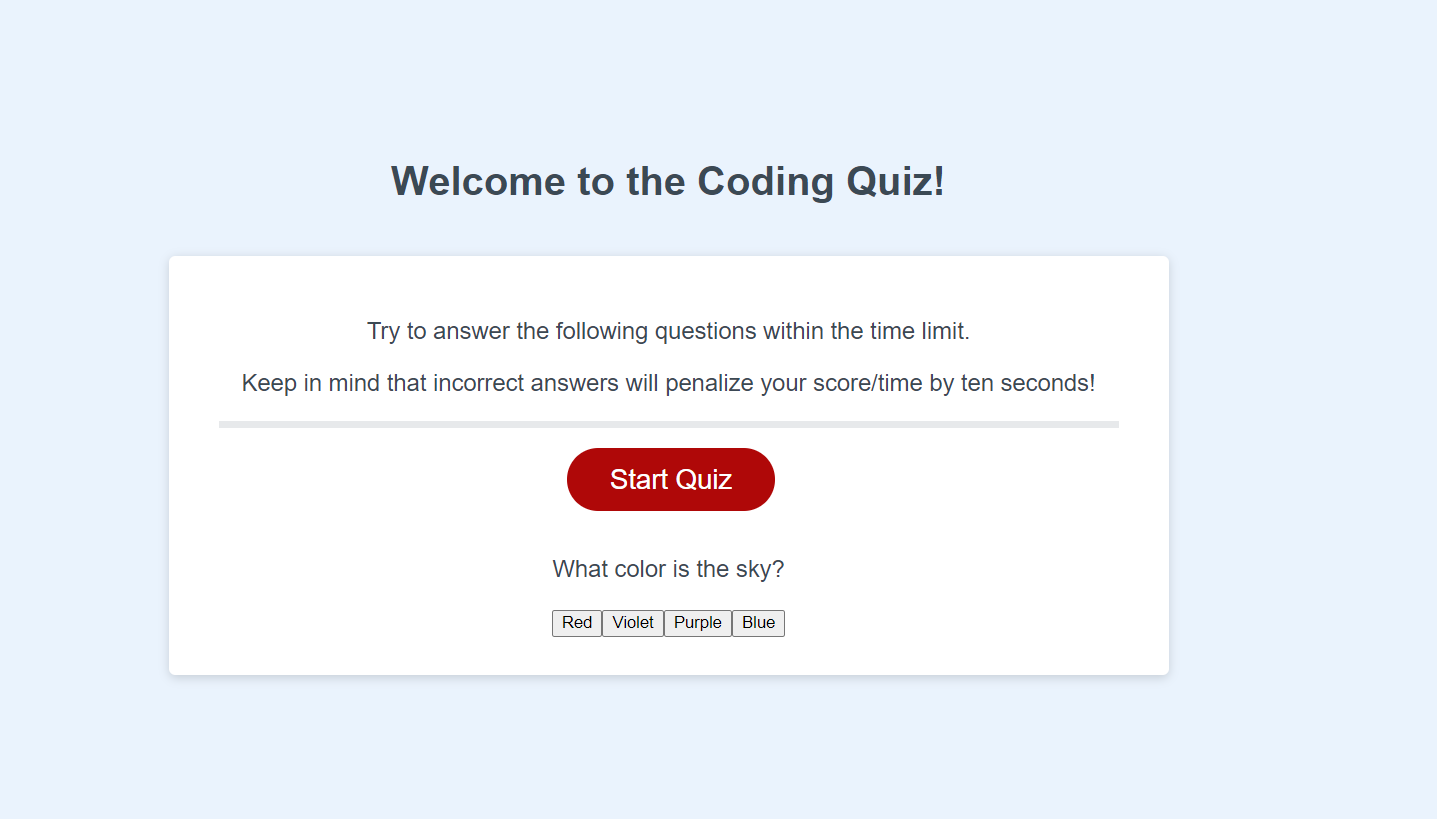 Welcome to the Coding Quiz!
Try to answer the following questions within the time limit.
Keep in mind that incorrect answers will penalize your score/time by ten seconds!
Start Quiz
What color is the sky?
Red Violet Purple Blue